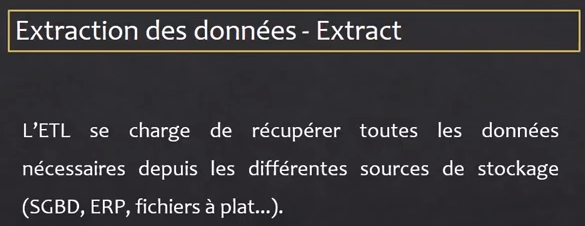 Extraction des données - Extract
L'ETL se charge de récupérer toutes les données
nécessaires depuis les différentes sources de stockage
(SGBD, ERP, fichiers à plat...).